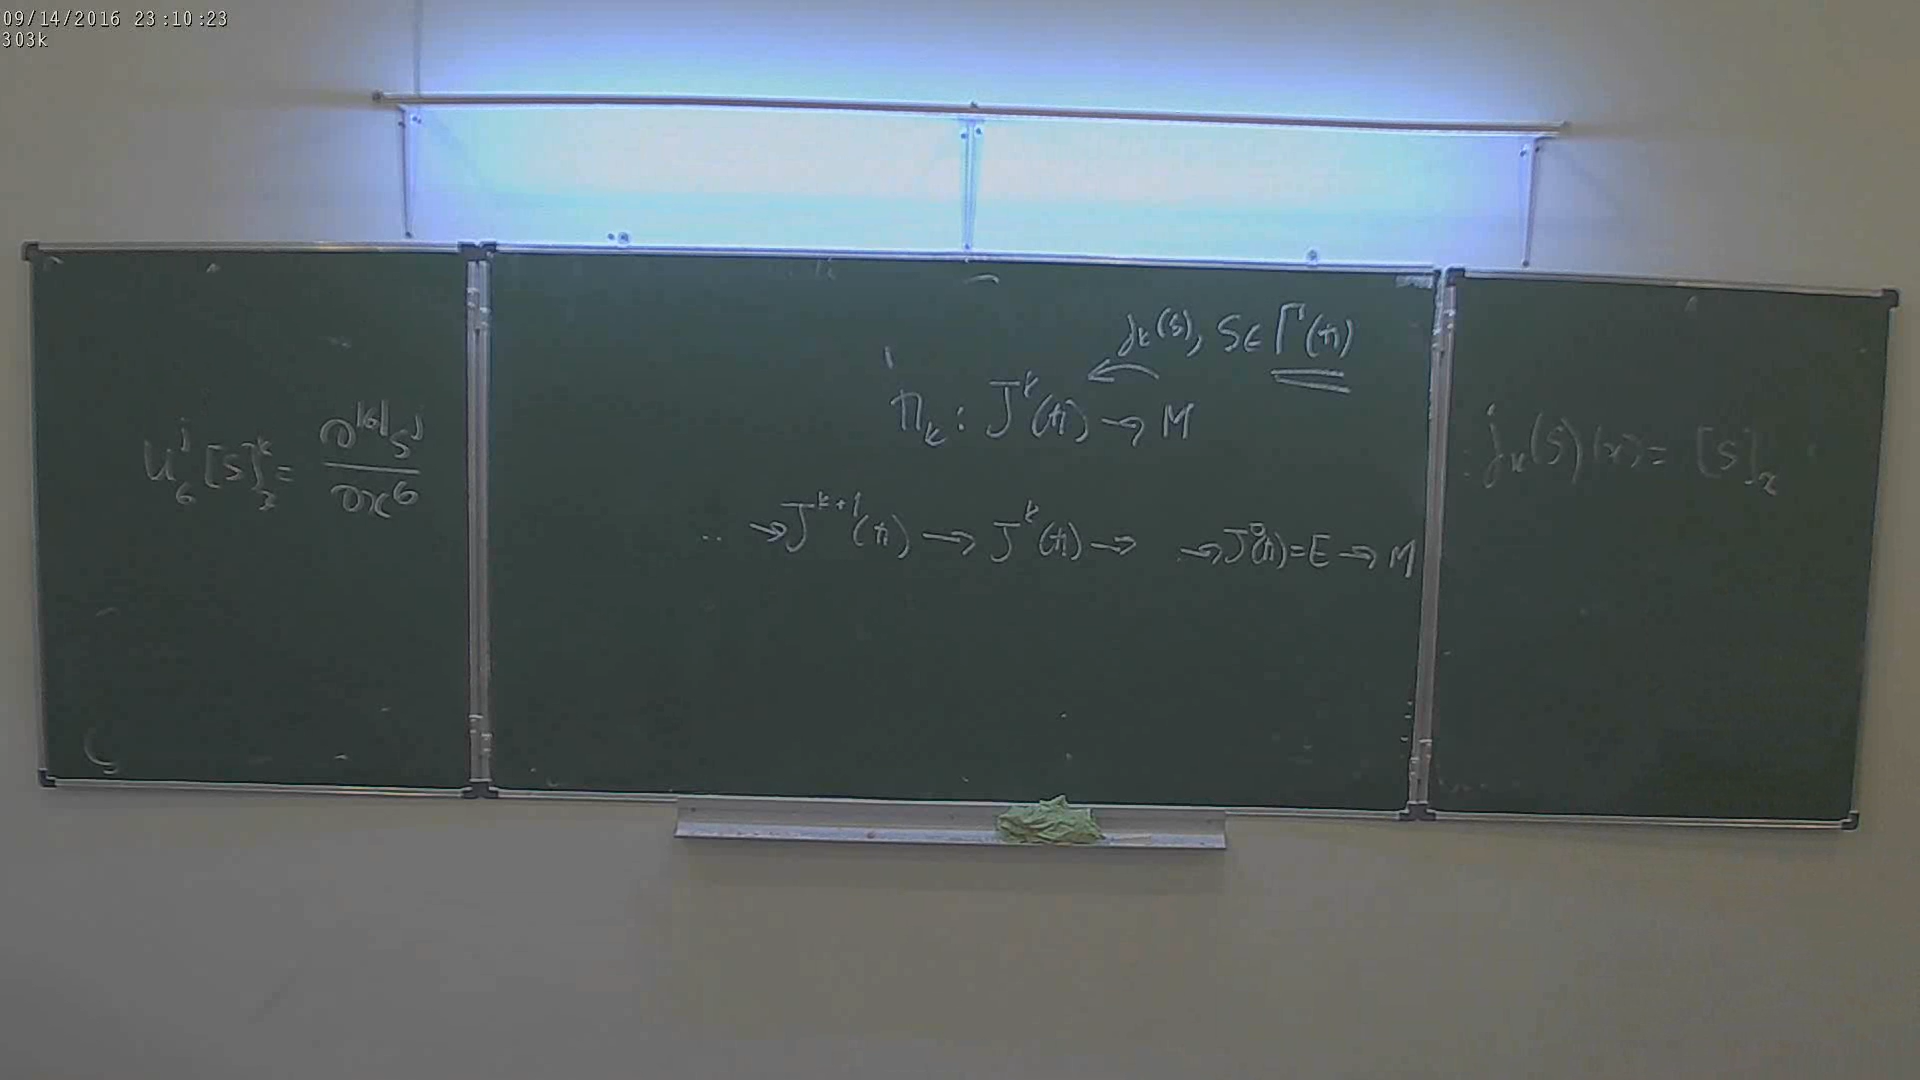 09/14/2016 23:10:23
303k
u^j_σ [s]^k_x = ∂^{|σ|} s^j / ∂x^σ
j_k(s), s ∈ Γ(π)
π_k : J^k(π) → M
.. → J^{k+1}(π) → J^k(π) → → J^0(π) = E → M
: j_k(s)(x) = [s]_x